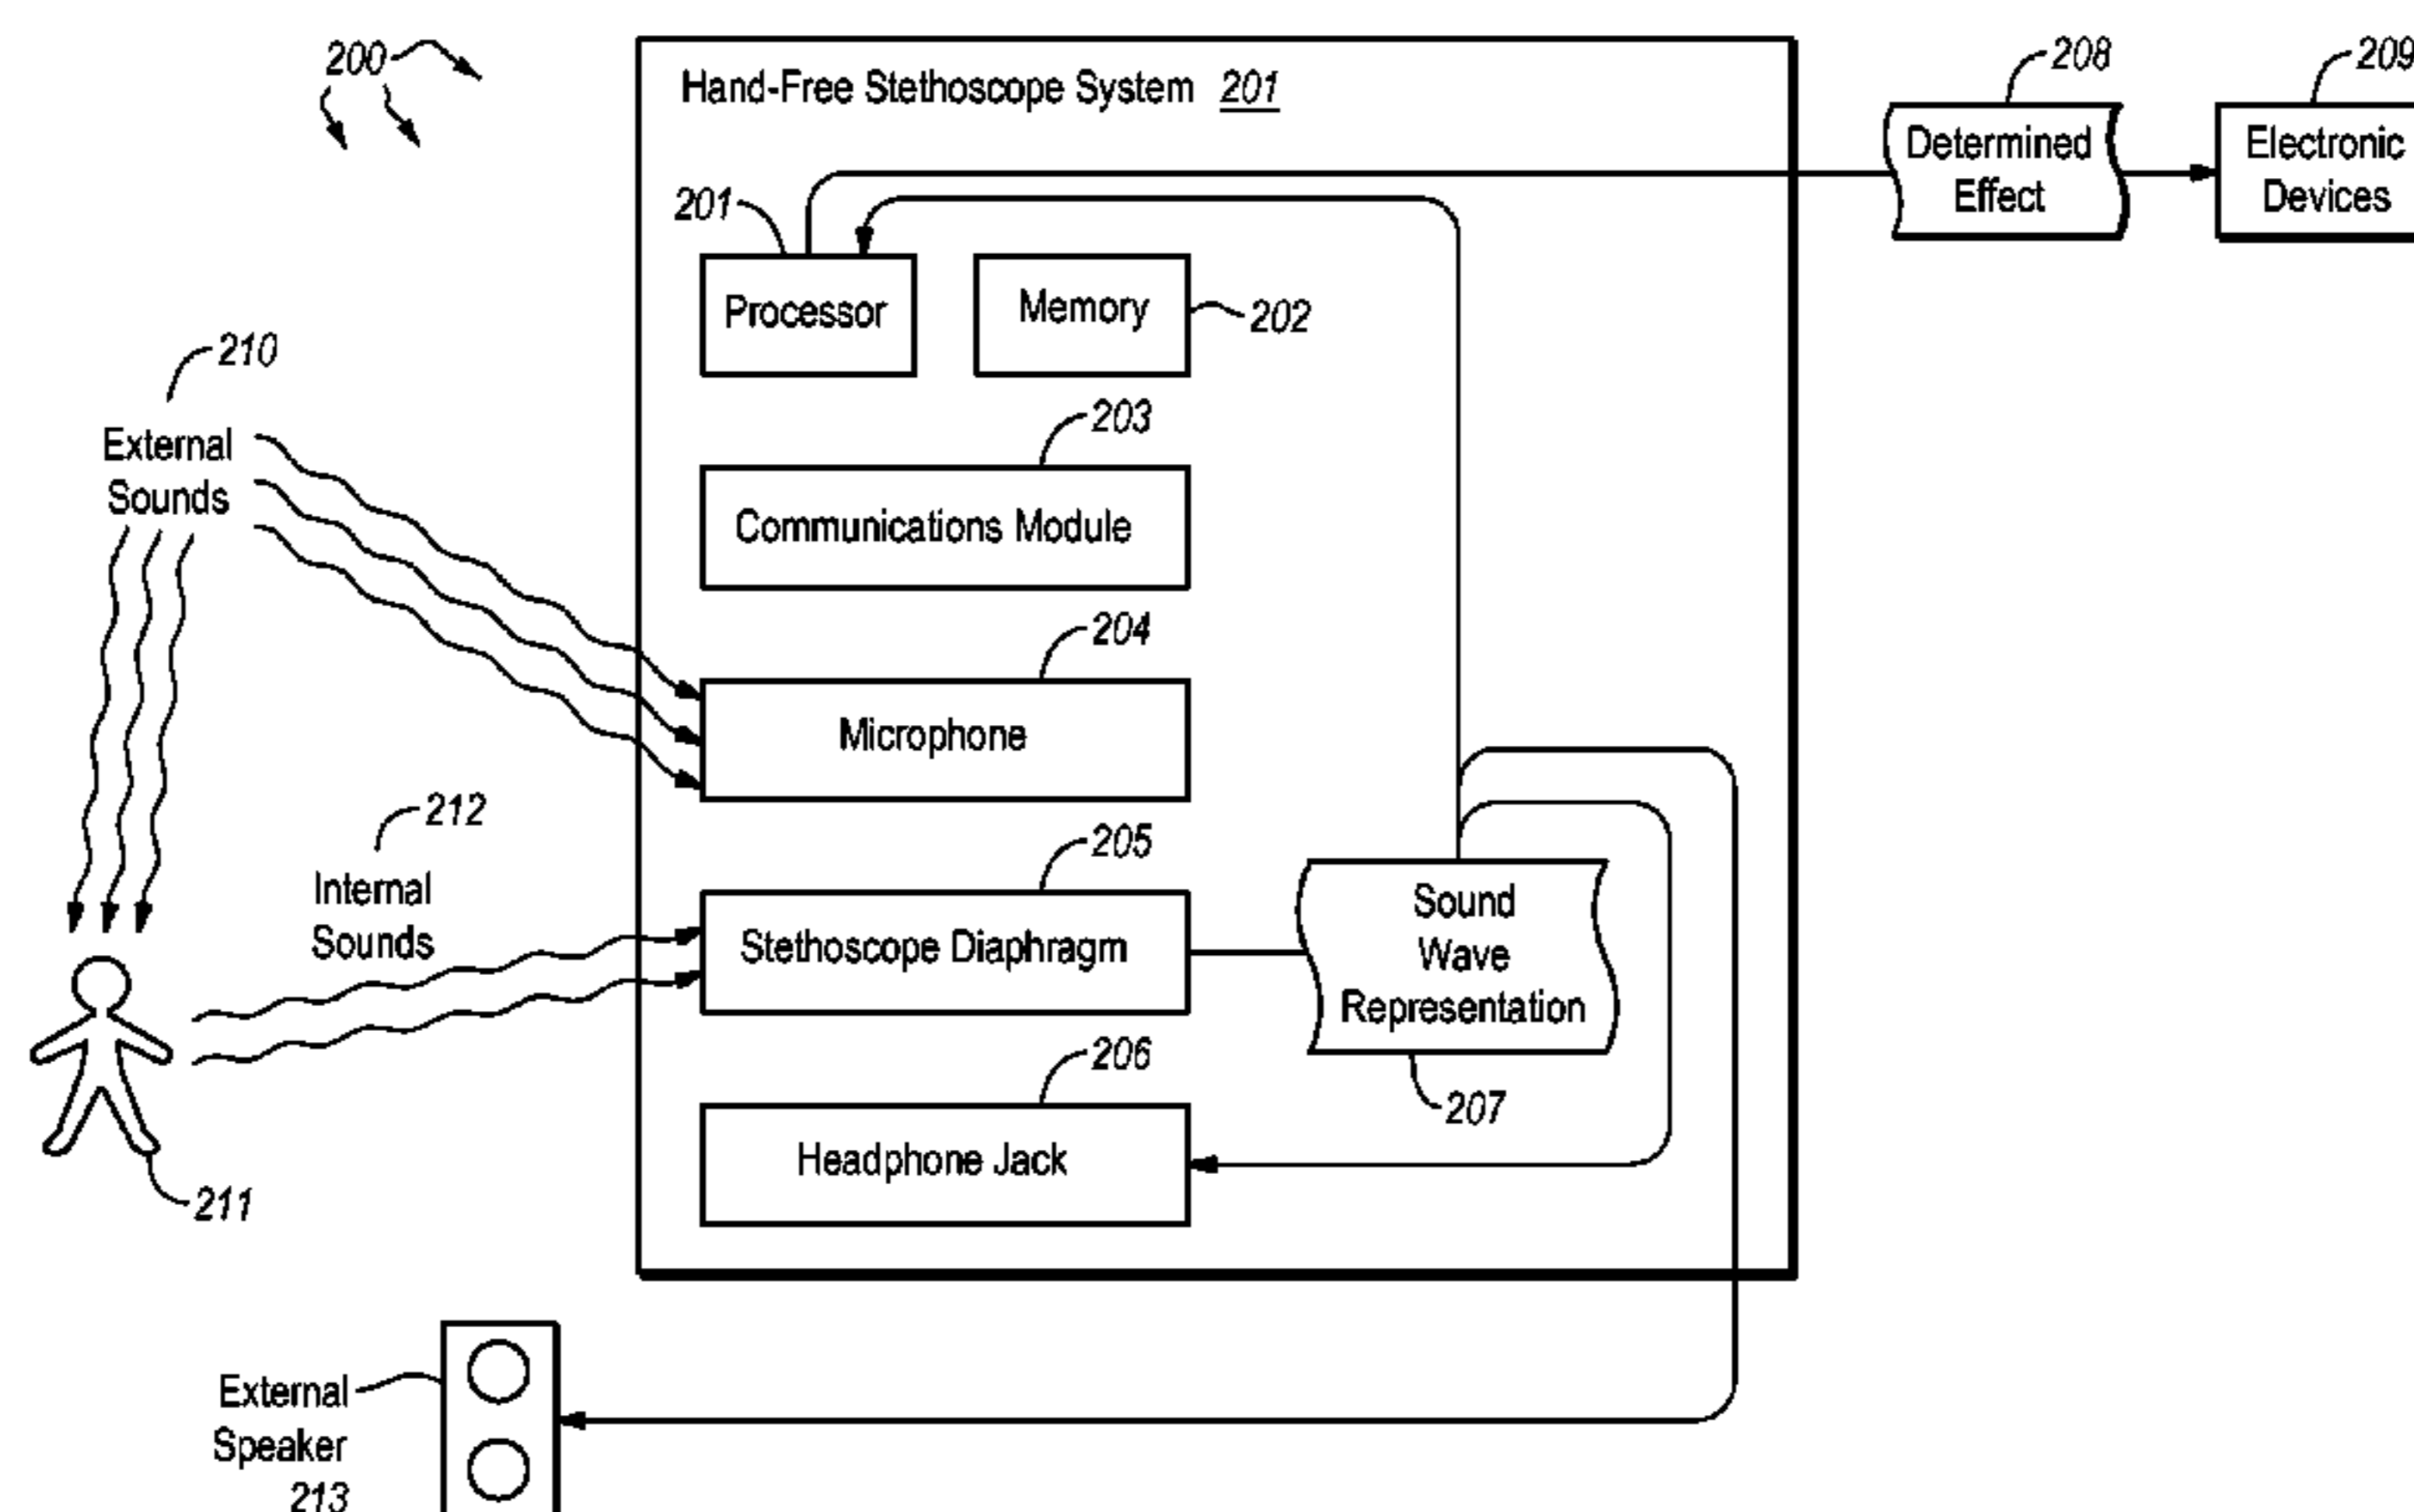 200
Hand-Free Stethoscope System 201
208
209
Determined
Effect
Electronic
Devices
201
Processor
Memory
202
210
External
Sounds
203
Communications Module
204
Microphone
212
Internal
Sounds
205
Stethoscope Diaphragm
Sound
Wave
Representation
207
206
Headphone Jack
211
External
Speaker
213